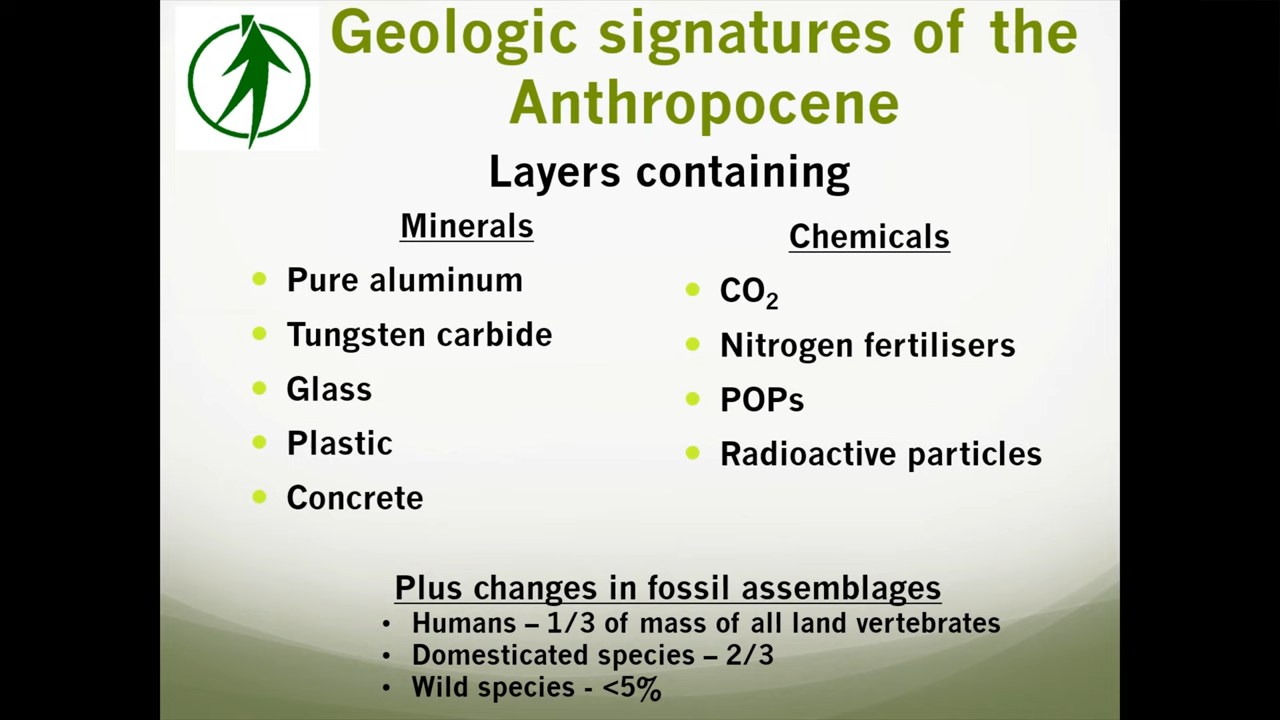 Geologic signatures of the
Anthropocene
Layers containing
Minerals
Pure aluminum
Tungsten carbide
Glass
Plastic
Concrete
Chemicals
CO₂
Nitrogen fertilisers
POPs
Radioactive particles
Plus changes in fossil assemblages
Humans – 1/3 of mass of all land vertebrates
Domesticated species – 2/3
Wild species - <5%